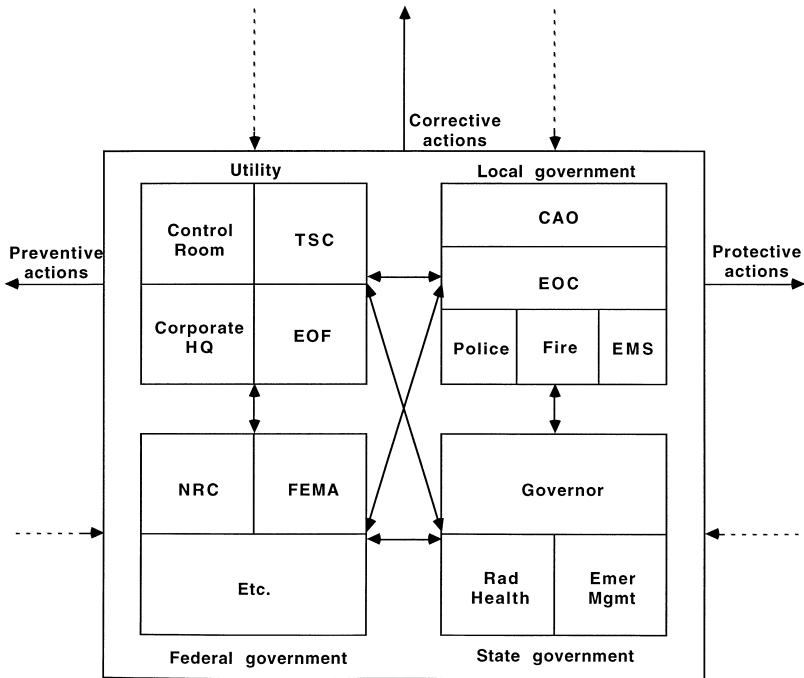 Corrective
actions
Utility
Local government
Control
Room
TSC
CAO
Preventive
actions
Protective
actions
EOC
Corporate
HQ
EOF
Police
Fire
EMS
NRC
FEMA
Governor
Etc.
Rad
Health
Emer
Mgmt
Federal government
State government